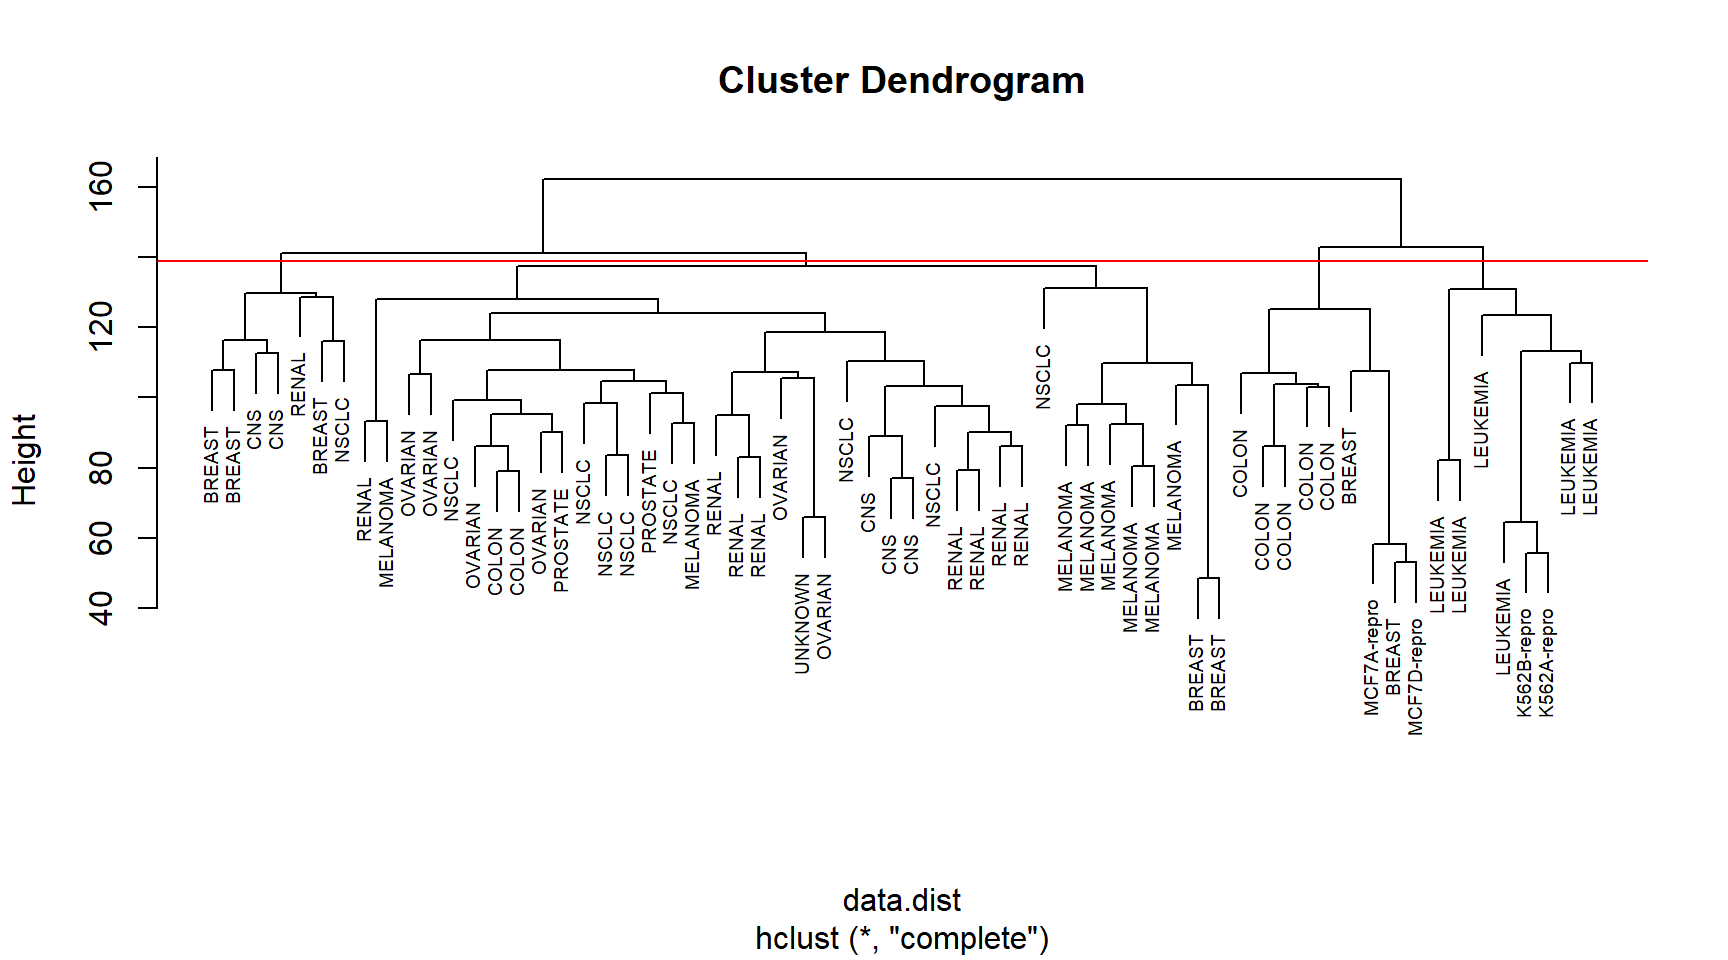 Cluster Dendrogram
Height
160
120
80
60
40
BREAST
BREAST
CNS
CNS
RENAL
BREAST
NSCLC
RENAL
MELANOMA
OVARIAN
OVARIAN
NSCLC
OVARIAN
COLON
COLON
OVARIAN
PROSTATE
NSCLC
NSCLC
NSCLC
PROSTATE
NSCLC
MELANOMA
RENAL
RENAL
RENAL
OVARIAN
UNKNOWN
OVARIAN
NSCLC
CNS
CNS
CNS
NSCLC
RENAL
RENAL
RENAL
RENAL
NSCLC
MELANOMA
MELANOMA
MELANOMA
MELANOMA
MELANOMA
MELANOMA
BREAST
BREAST
COLON
COLON
COLON
COLON
COLON
BREAST
MCF7A-repro
BREAST
MCF7D-repro
LEUKEMIA
LEUKEMIA
LEUKEMIA
LEUKEMIA
K562B-repro
K562A-repro
LEUKEMIA
LEUKEMIA
data.dist
hclust (*, "complete")